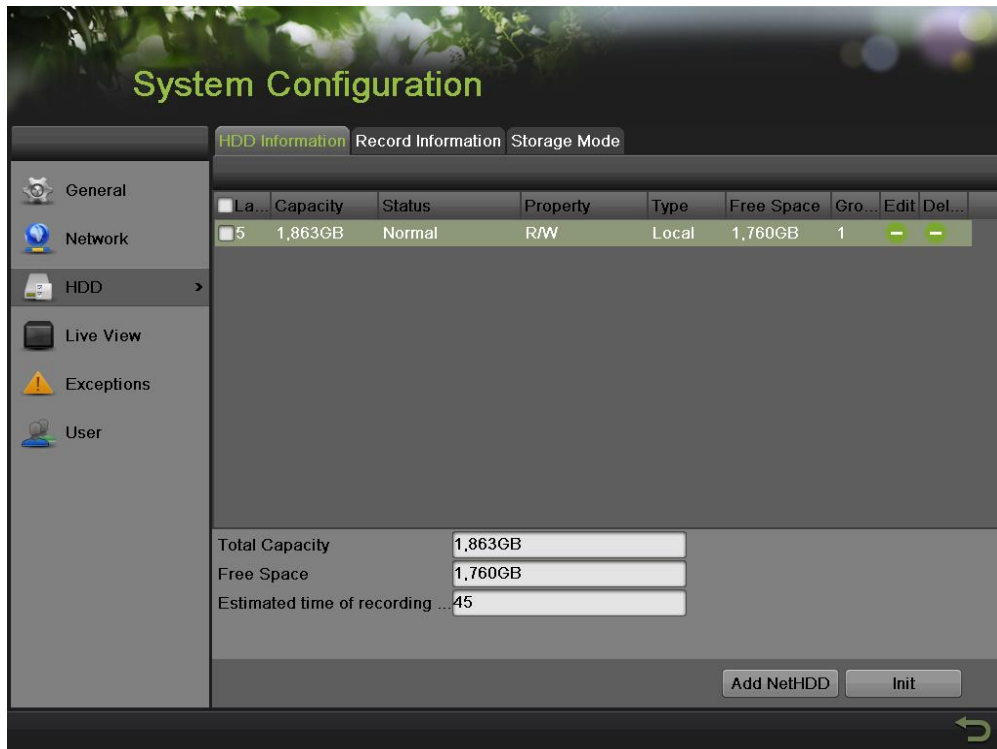 System Configuration
HDD Information Record Information Storage Mode
General
Network
HDD >
Live View
Exceptions
User
La... Capacity Status Property Type Free Space Gro... Edit Del...
5 1,863GB Normal R/W Local 1,760GB 1
Total Capacity 1,863GB
Free Space 1,760GB
Estimated time of recording ... 45
Add NetHDD Init